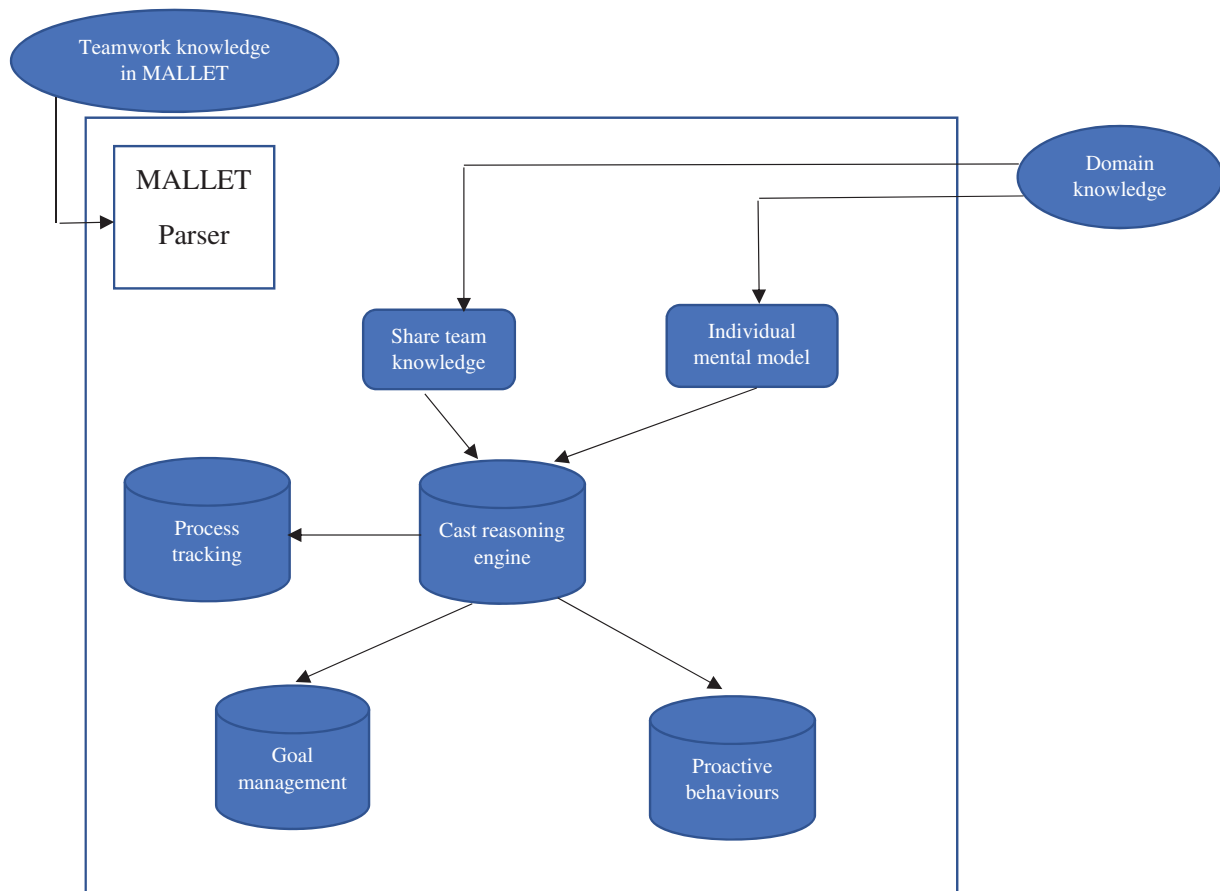 Teamwork knowledge
in MALLET
MALLET
Parser
Domain
knowledge
Share team
knowledge
Individual
mental model
Process
tracking
Cast reasoning
engine
Goal
management
Proactive
behaviours